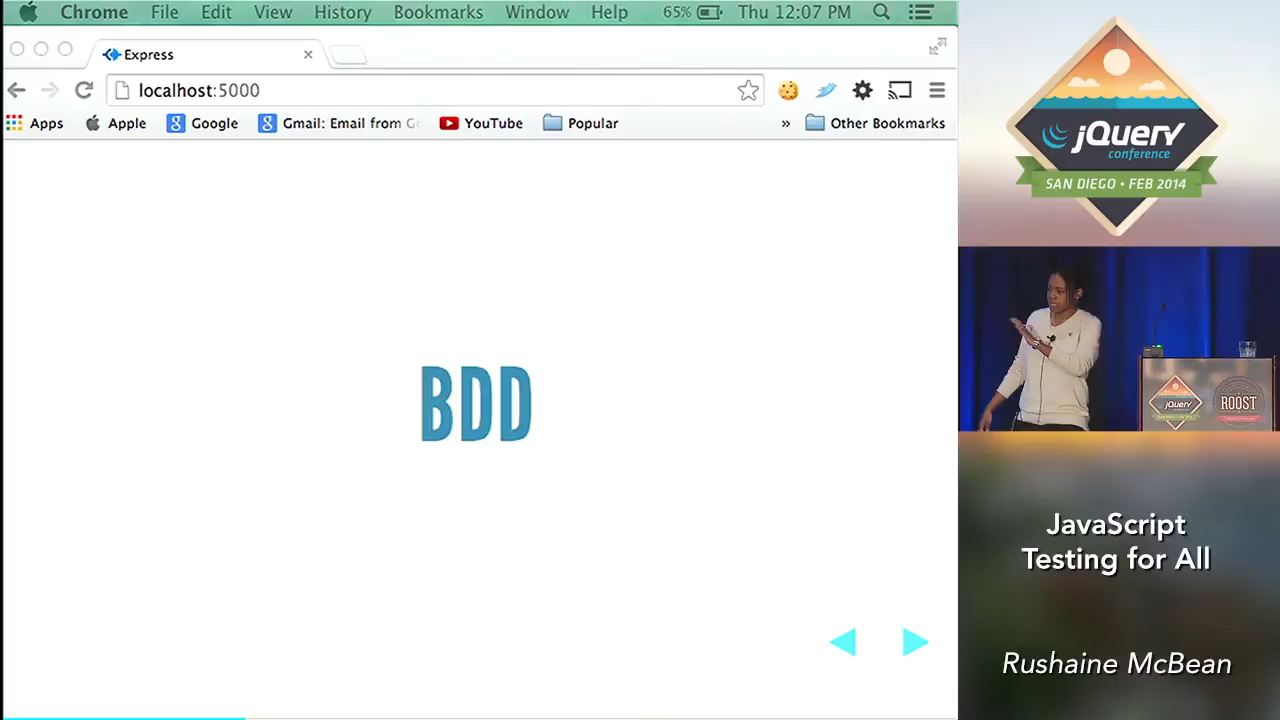 Chrome File Edit View History Bookmarks Window Help 65% Thu 12:07 PM
Express
localhost:5000
Apps Apple Google Gmail: Email from Go YouTube Popular » Other Bookmarks
BDD
jQuery
conference
SAN DIEGO • FEB 2014
jQuery
ROOST
JavaScript
Testing for All
Rushaine McBean